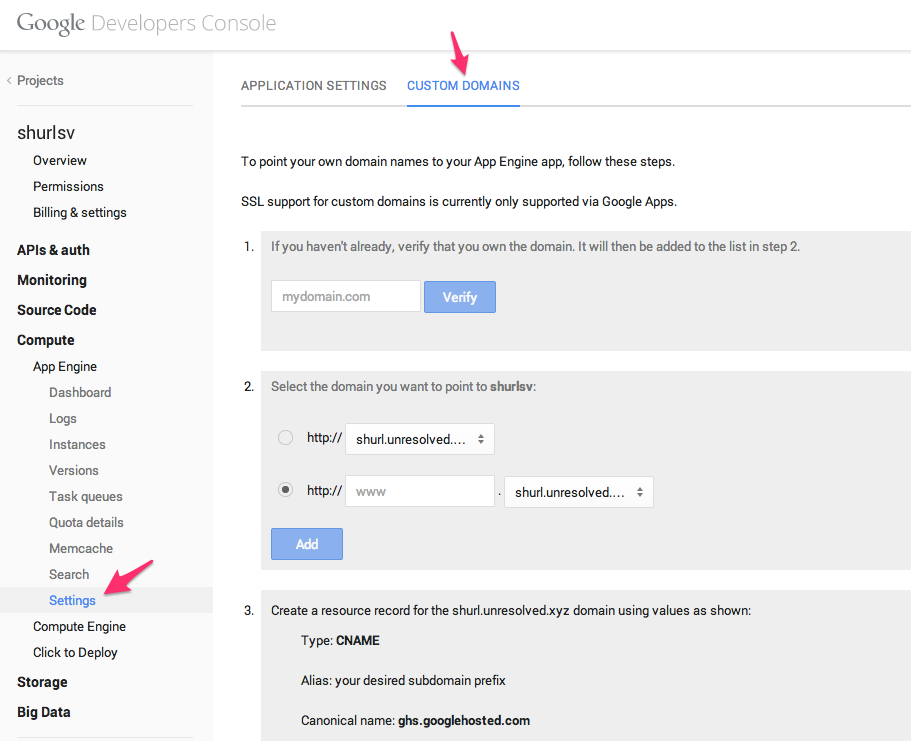 Google Developers Console
< Projects
shurlsv
Overview
Permissions
Billing & settings
APIs & auth
Monitoring
Source Code
Compute
App Engine
Dashboard
Logs
Instances
Versions
Task queues
Quota details
Memcache
Search
Settings
Compute Engine
Click to Deploy
Storage
Big Data
APPLICATION SETTINGS CUSTOM DOMAINS
To point your own domain names to your App Engine app, follow these steps.
SSL support for custom domains is currently only supported via Google Apps.
1. If you haven't already, verify that you own the domain. It will then be added to the list in step 2.
mydomain.com Verify
2. Select the domain you want to point to shurlsv:
http:// shurl.unresolved....
http:// www . shurl.unresolved....
Add
3. Create a resource record for the shurl.unresolved.xyz domain using values as shown:
Type: CNAME
Alias: your desired subdomain prefix
Canonical name: ghs.googlehosted.com